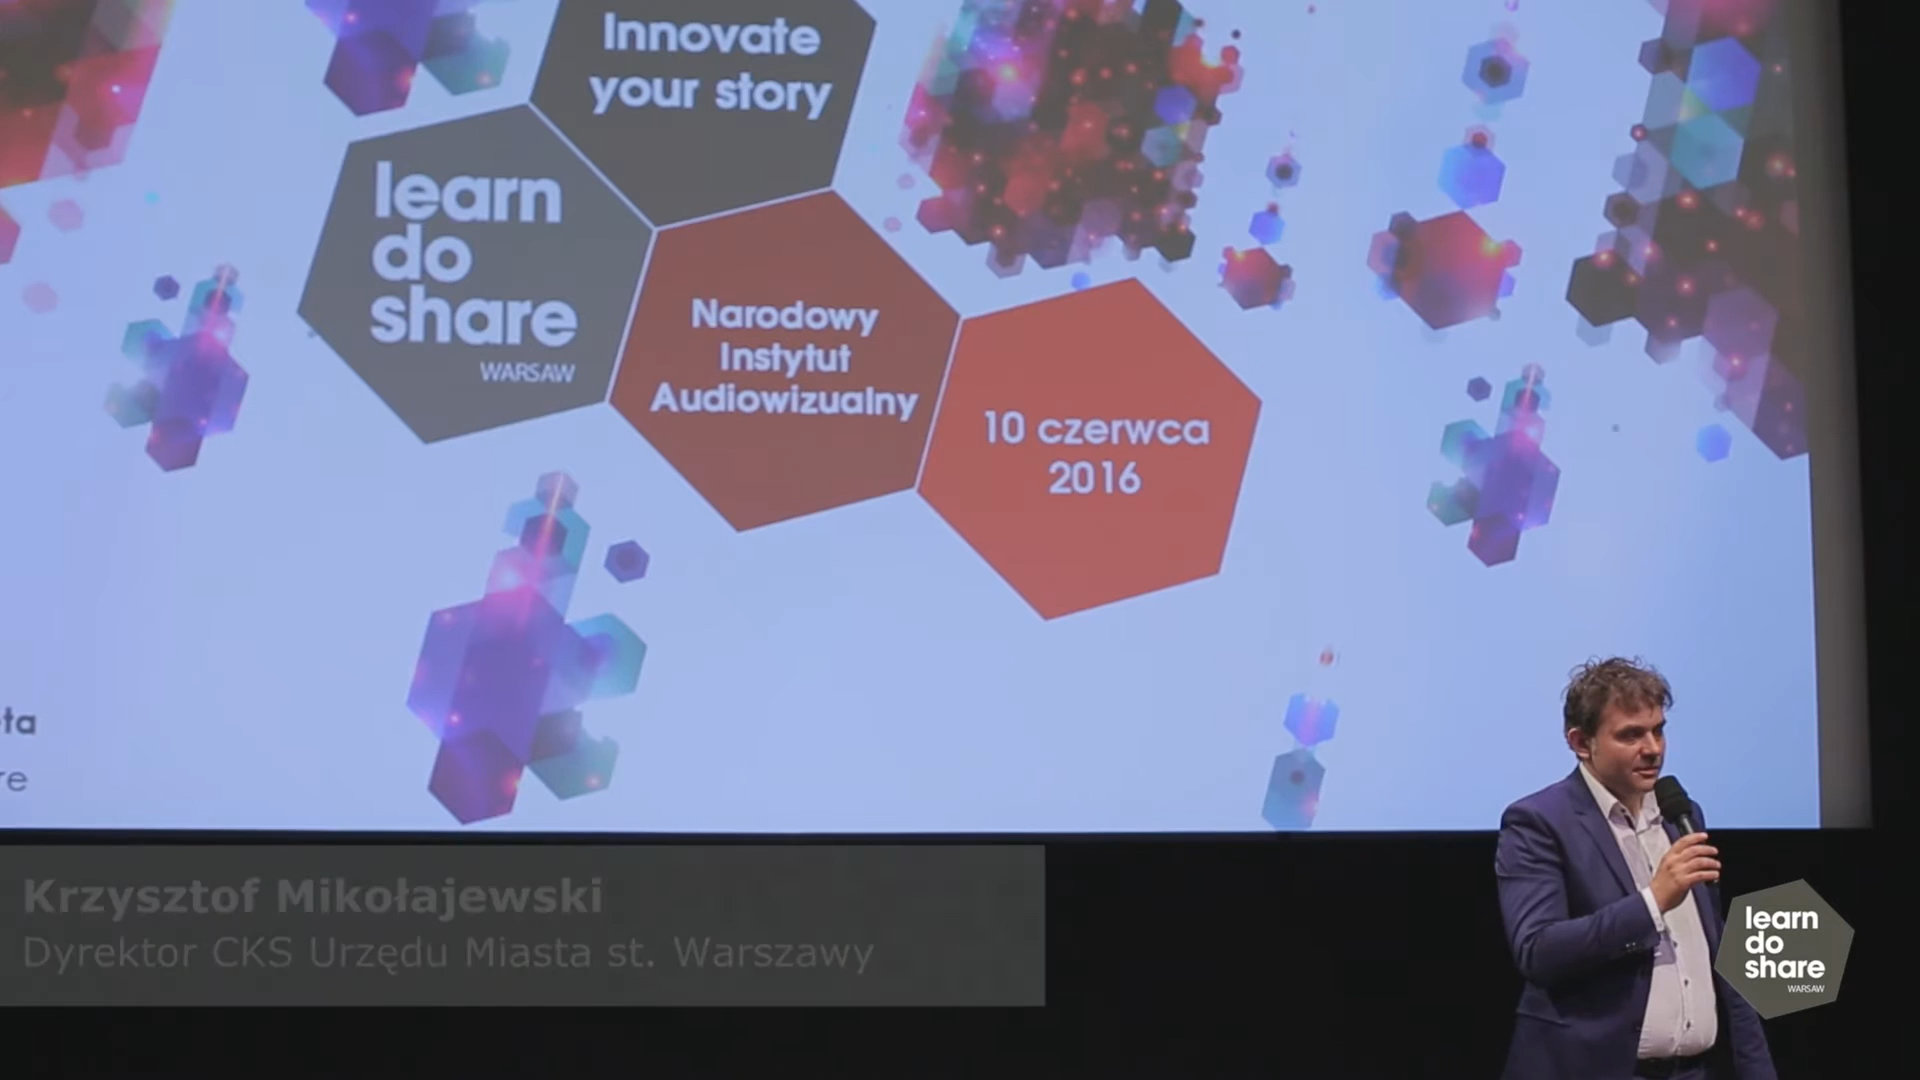 Innovate
your story
learn
do
share
WARSAW
Narodowy
Instytut
Audiowizualny
10 czerwca
2016
Krzysztof Mikołajewski
Dyrektor CKS Urzędu Miasta st. Warszawy
learn
do
share
WARSAW